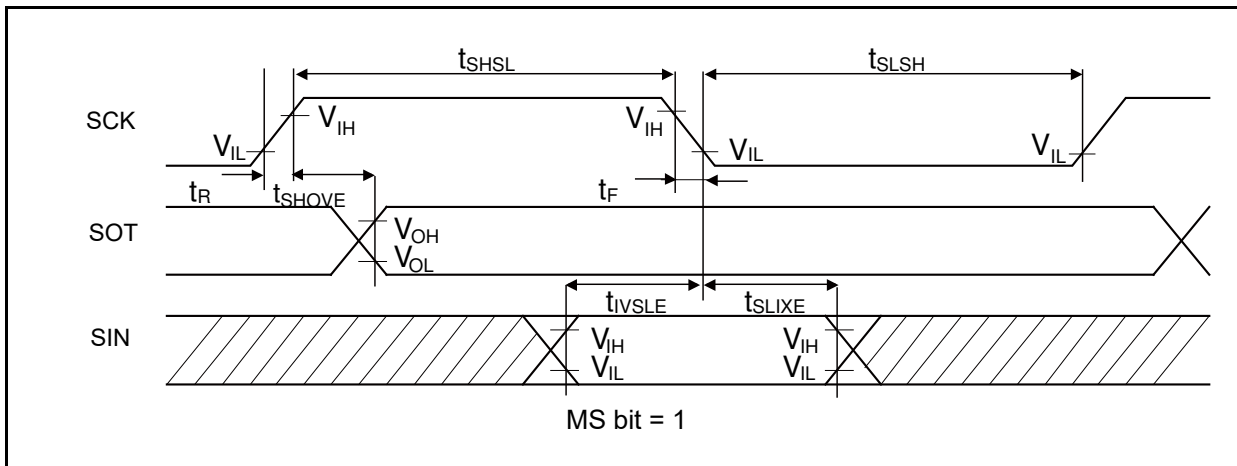 tSHSL tSLSH
SCK VIH VIH
VIL VIL VIL
tR tSHOVE tF
SOT VOH
VOL
tIVSLE tSLIXE
SIN VIH VIH
VIL VIL
MS bit = 1